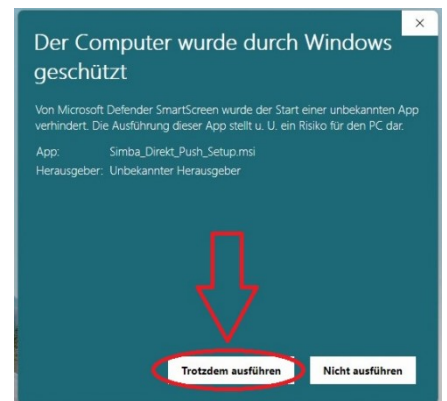 Der Computer wurde durch Windows
geschützt
Von Microsoft Defender SmartScreen wurde der Start einer unbekannten App
verhindert. Die Ausführung dieser App stellt u. U. ein Risiko für den PC dar.
App: Simba_Direkt_Push_Setup.msi
Herausgeber: Unbekannter Herausgeber
Trotzdem ausführen Nicht ausführen